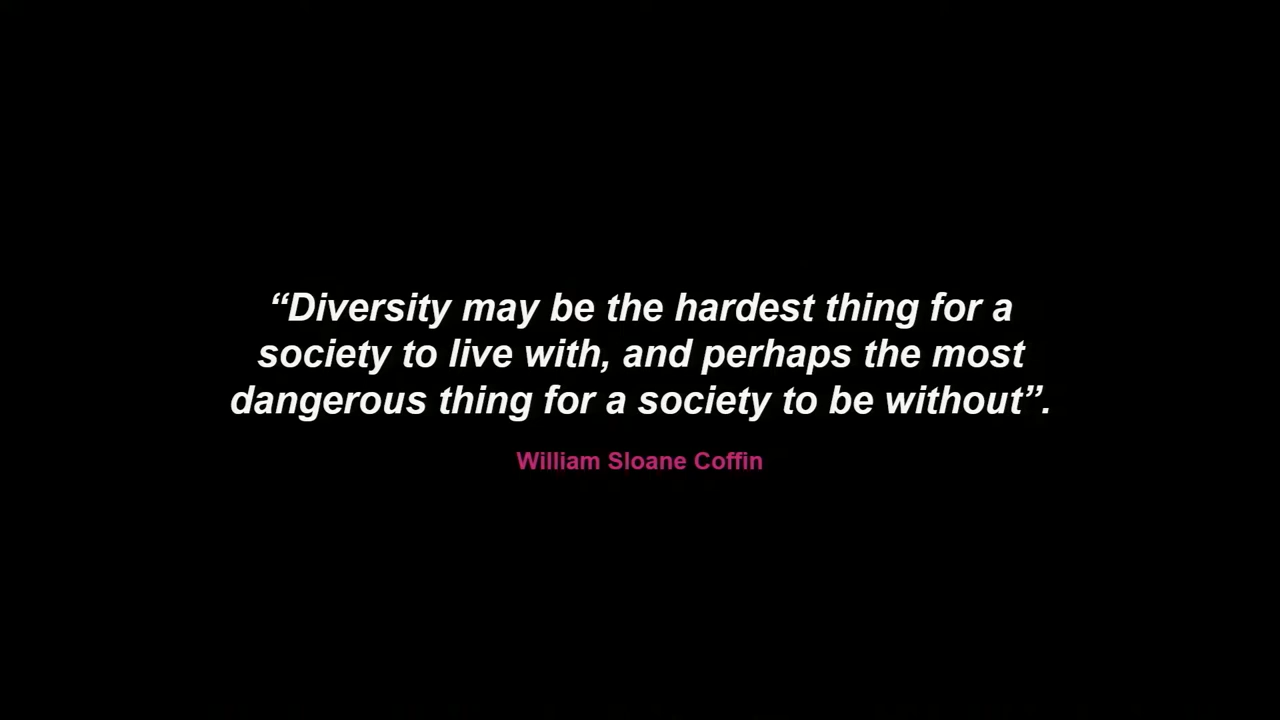 “Diversity may be the hardest thing for a
society to live with, and perhaps the most
dangerous thing for a society to be without”.
William Sloane Coffin